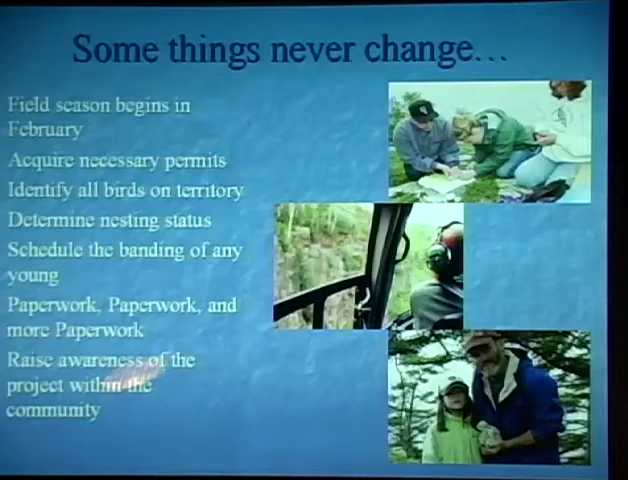 Some things never change...
Field season begins in
February
Acquire necessary permits
Identify all birds on territory
Determine nesting status
Schedule the banding of any
young
Paperwork, Paperwork, and
more Paperwork
Raise awareness of the
project within the
community